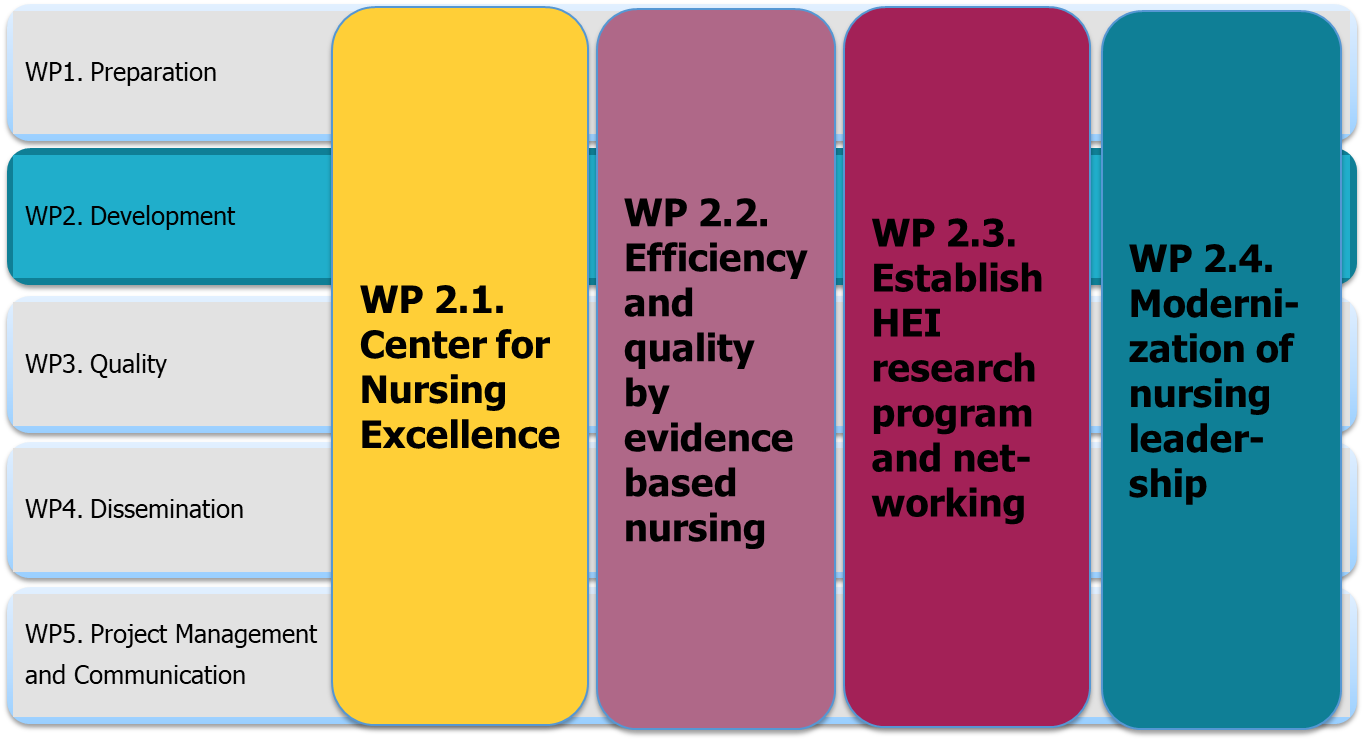 WP1. Preparation
WP2. Development
WP3. Quality
WP4. Dissemination
WP5. Project Management
and Communication
WP 2.1.
Center for
Nursing
Excellence
WP 2.2.
Efficiency
and
quality
by
evidence
based
nursing
WP 2.3.
Establish
HEI
research
program
and net-
working
WP 2.4.
Moderni-
zation of
nursing
leader-
ship